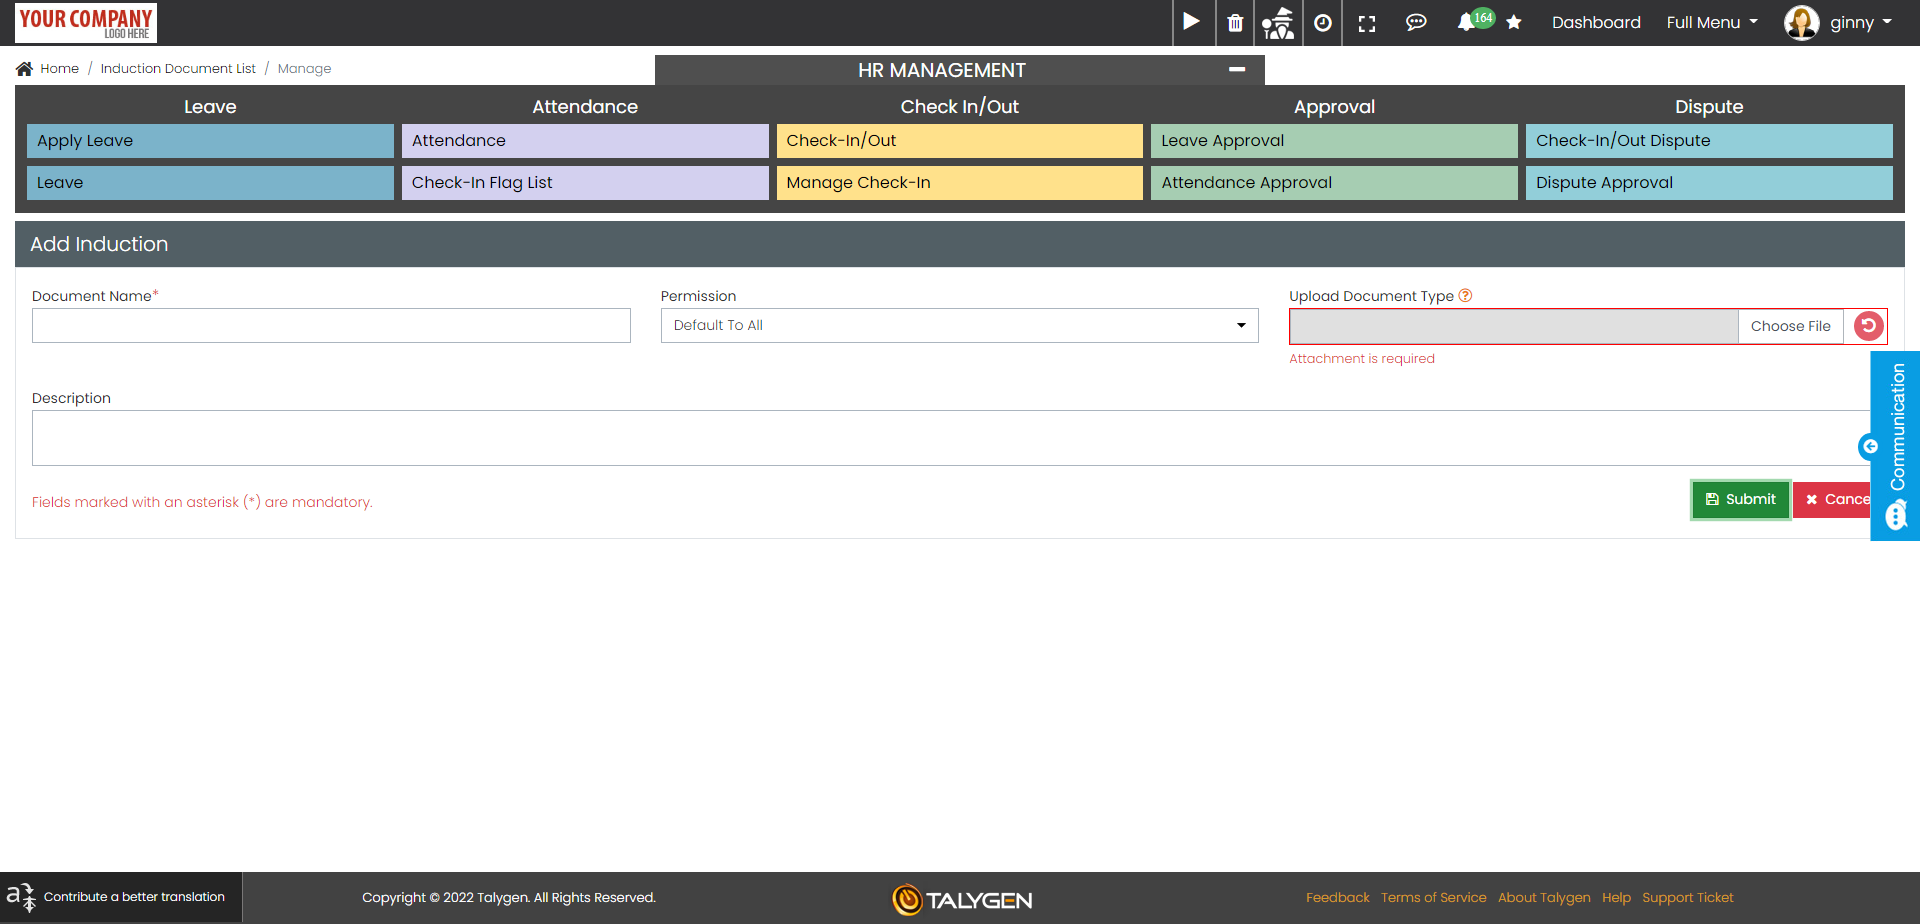 YOUR COMPANY
LOGO HERE
164
Dashboard
Full Menu
ginny
Home / Induction Document List / Manage
HR MANAGEMENT
Leave
Attendance
Check In/Out
Approval
Dispute
Apply Leave
Attendance
Check-In/Out
Leave Approval
Check-In/Out Dispute
Leave
Check-In Flag List
Manage Check-In
Attendance Approval
Dispute Approval
Add Induction
Document Name*
Permission
Upload Document Type
Default To All
Choose File
Attachment is required
Description
Communication
Fields marked with an asterisk (*) are mandatory.
Submit
Cance
Contribute a better translation
Copyright © 2022 Talygen. All Rights Reserved.
TALYGEN
Feedback
Terms of Service
About Talygen
Help
Support Ticket